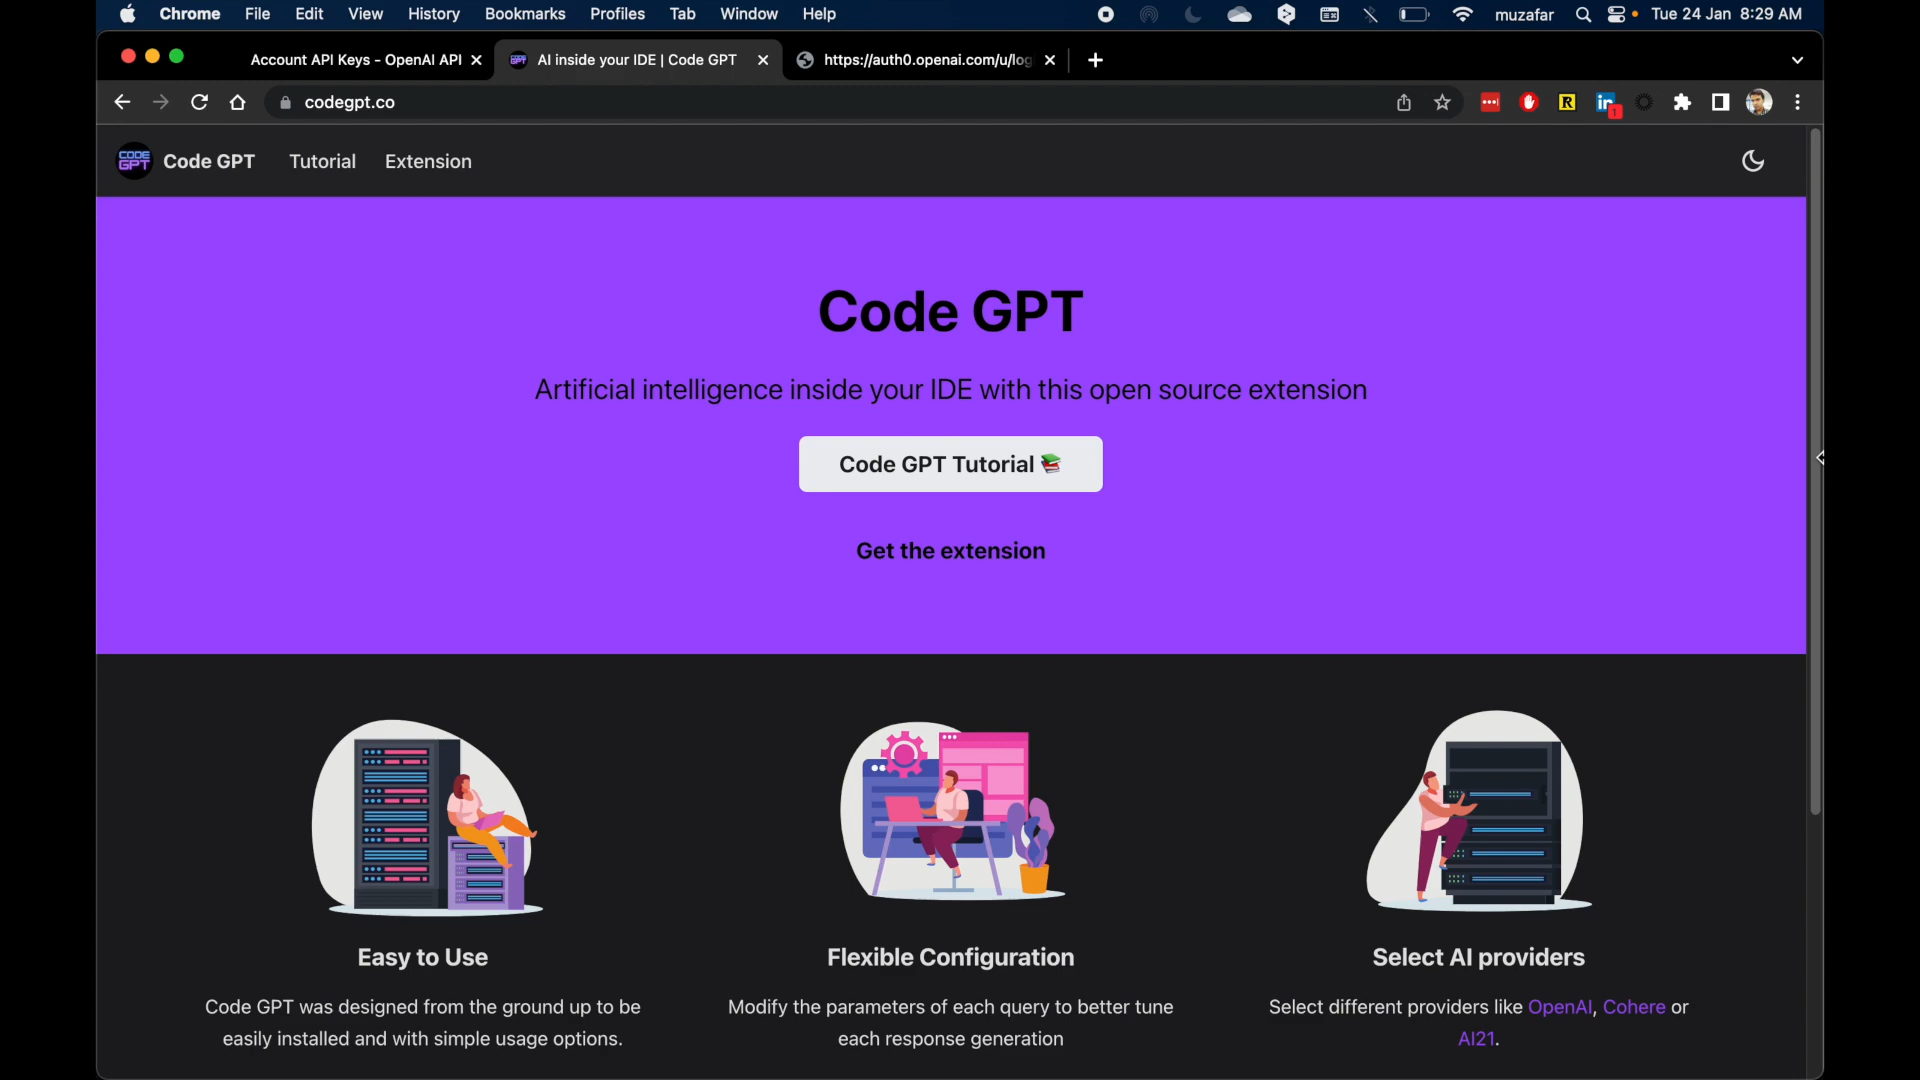 Chrome File Edit View History Bookmarks Profiles Tab Window Help muzafar Tue 24 Jan 8:29 AM
Account API Keys - OpenAI API AI inside your IDE | Code GPT https://auth0.openai.com/u/log
codegpt.co
CODE GPT Code GPT Tutorial Extension
Code GPT
Artificial intelligence inside your IDE with this open source extension
Code GPT Tutorial 📚
Get the extension
Easy to Use
Code GPT was designed from the ground up to be
easily installed and with simple usage options.
Flexible Configuration
Modify the parameters of each query to better tune
each response generation
Select AI providers
Select different providers like OpenAI, Cohere or
AI21.